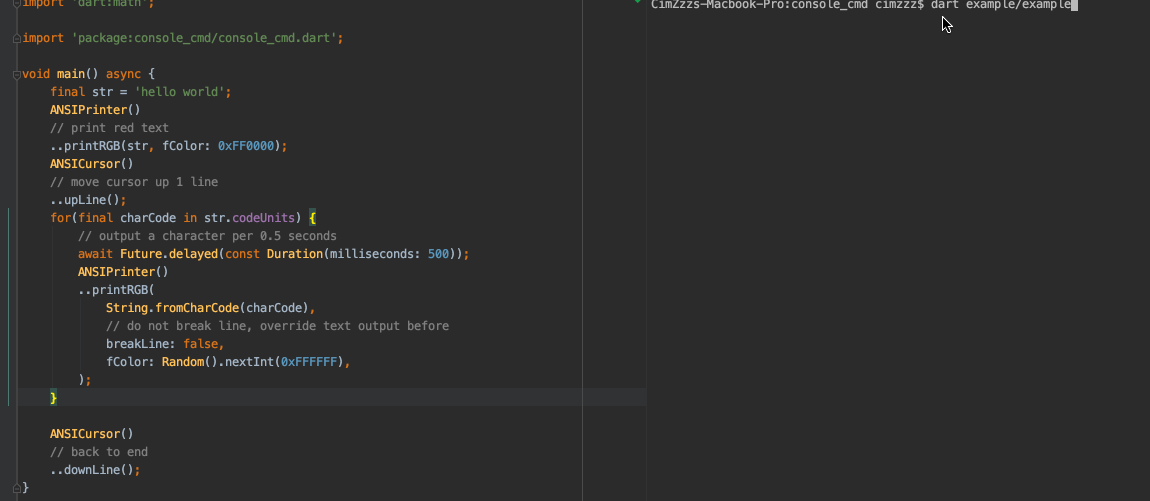 import 'dart:math';
import 'package:console_cmd/console_cmd.dart';
void main() async {
final str = 'hello world';
ANSIPrinter()
// print red text
..printRGB(str, fColor: 0xFF0000);
ANSICursor()
// move cursor up 1 line
..upLine();
for(final charCode in str.codeUnits) {
// output a character per 0.5 seconds
await Future.delayed(const Duration(milliseconds: 500));
ANSIPrinter()
..printRGB(
String.fromCharCode(charCode),
// do not break line, override text output before
breakLine: false,
fColor: Random().nextInt(0xFFFFFF),
);
}
ANSICursor()
// back to end
..downLine();
}
CimZzzs-Macbook-Pro:console_cmd cimzzz$ dart example/example